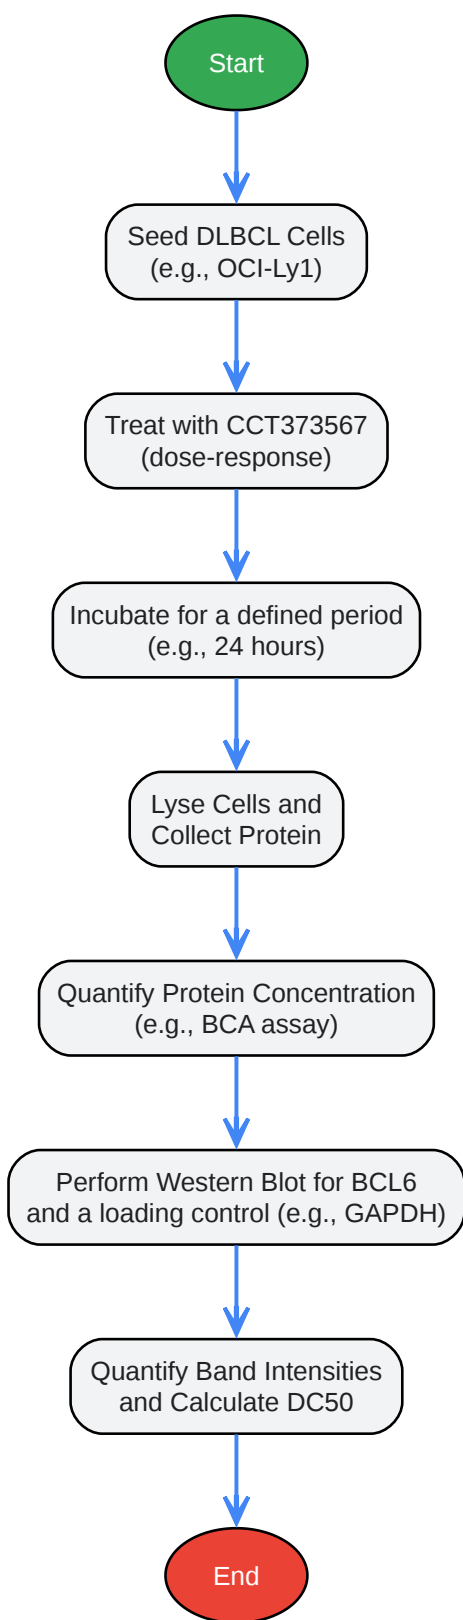 Start
Seed DLBCL Cells
(e.g., OCI-Ly1)
Treat with CCT373567
(dose-response)
Incubate for a defined period
(e.g., 24 hours)
Lyse Cells and
Collect Protein
Quantify Protein Concentration
(e.g., BCA assay)
Perform Western Blot for BCL6
and a loading control (e.g., GAPDH)
Quantify Band Intensities
and Calculate DC50
End